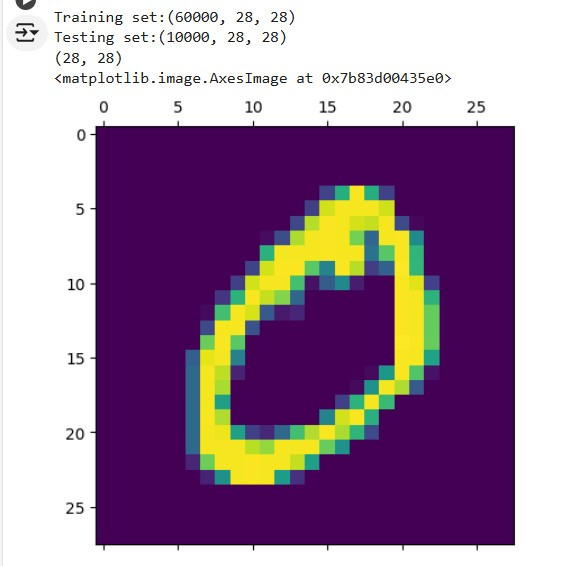 Training set:(60000, 28, 28)
Testing set:(10000, 28, 28)
(28, 28)
<matplotlib.image.AxesImage at 0x7b83d00435e0>
0 5 10 15 20 25
0
5
10
15
20
25
0